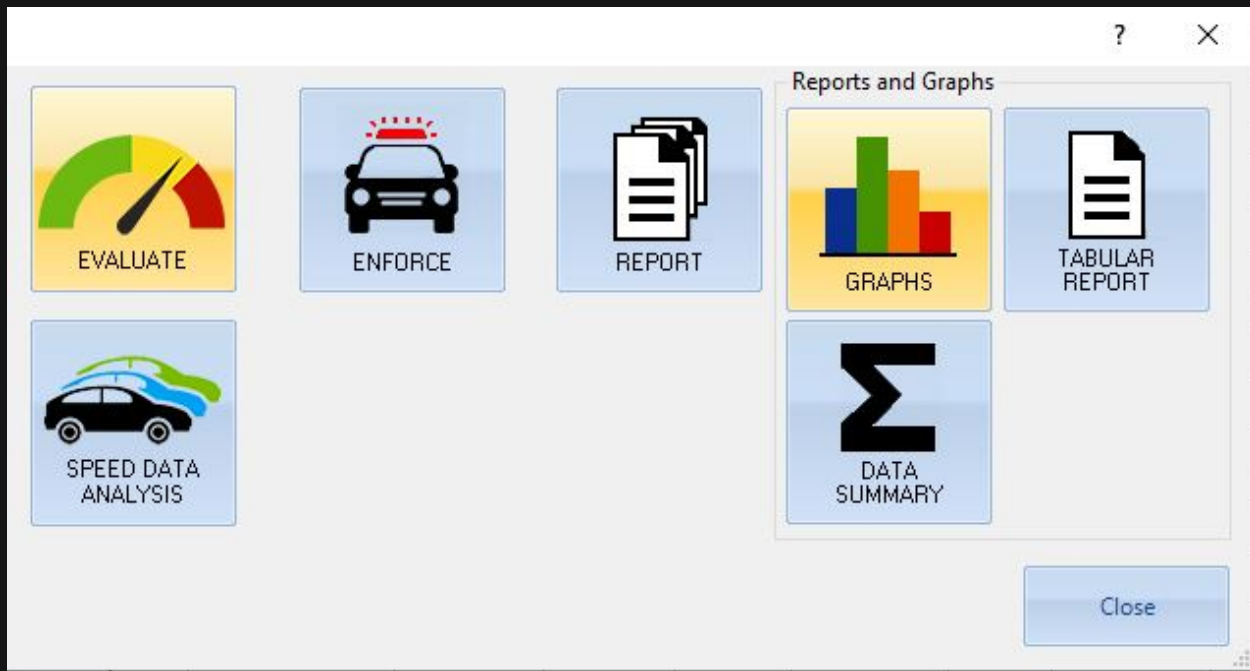 ?
Reports and Graphs
EVALUATE
ENFORCE
REPORT
GRAPHS
TABULAR
REPORT
SPEED DATA
ANALYSIS
DATA
SUMMARY
Close